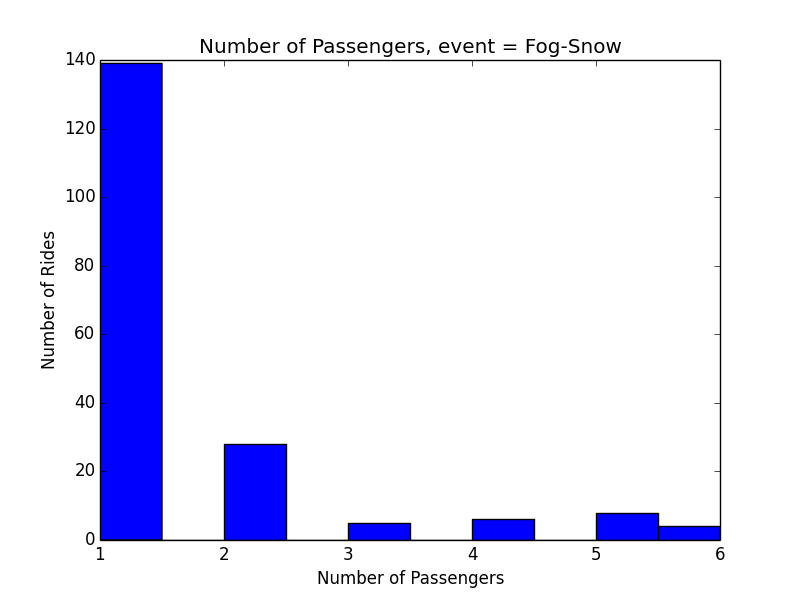 Number of Passengers, event = Fog-Snow
140
120
100
80
60
40
20
0
Number of Rides
1 2 3 4 5 6
Number of Passengers